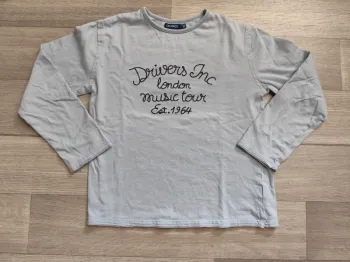 Drivers Inc
london
music tour
Est. 1964